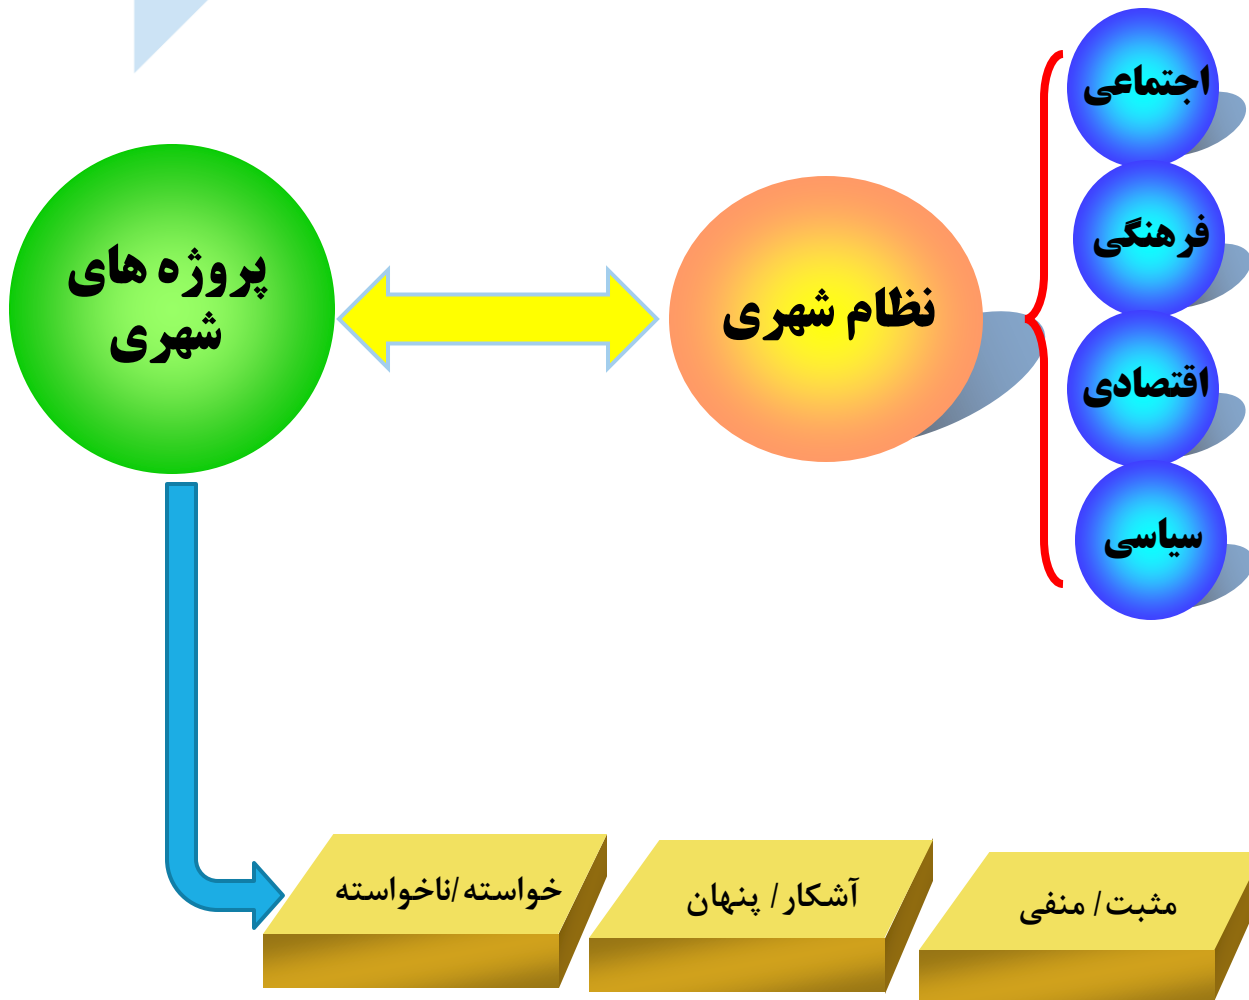 اجتماعی
فرهنگی
اقتصادی
سیاسی
نظام شهری
پروژه های
شهری
مثبت/ منفی
آشکار/ پنهان
خواسته/ناخواسته